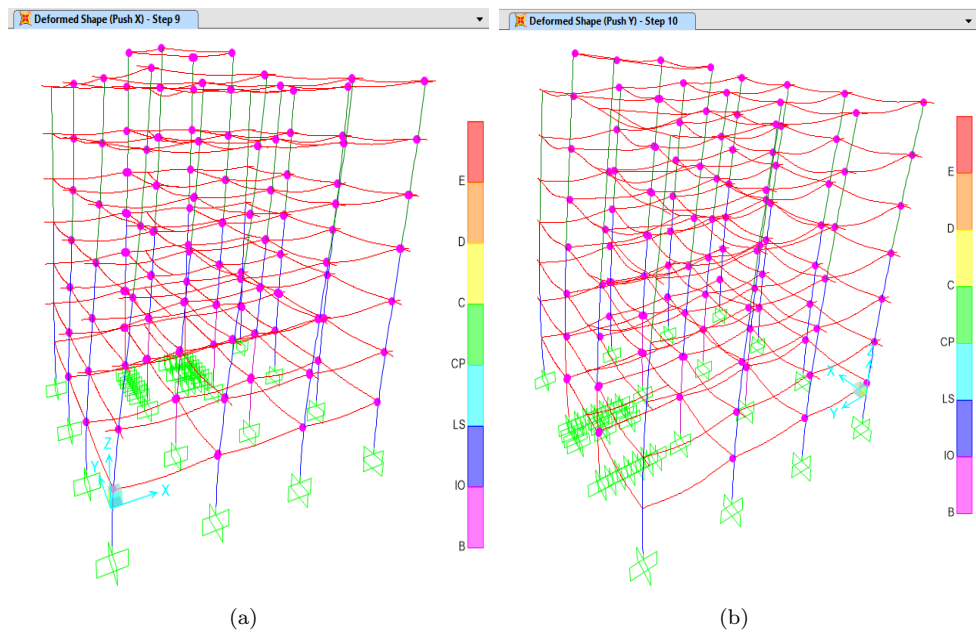 Deformed Shape (Push X) - Step 9
E
D
C
CP
LS
IO
B
Z
Y
X
(a)
Deformed Shape (Push Y) - Step 10
E
D
C
CP
LS
IO
B
Z
X
Y
(b)